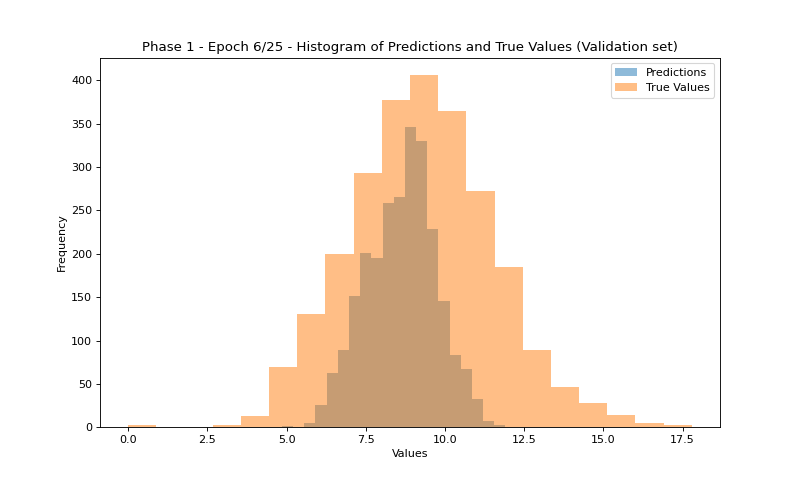 Phase 1 - Epoch 6/25 - Histogram of Predictions and True Values (Validation set)
Predictions
True Values
400
350
300
250
200
150
100
50
0
Frequency
0.0 2.5 5.0 7.5 10.0 12.5 15.0 17.5
Values